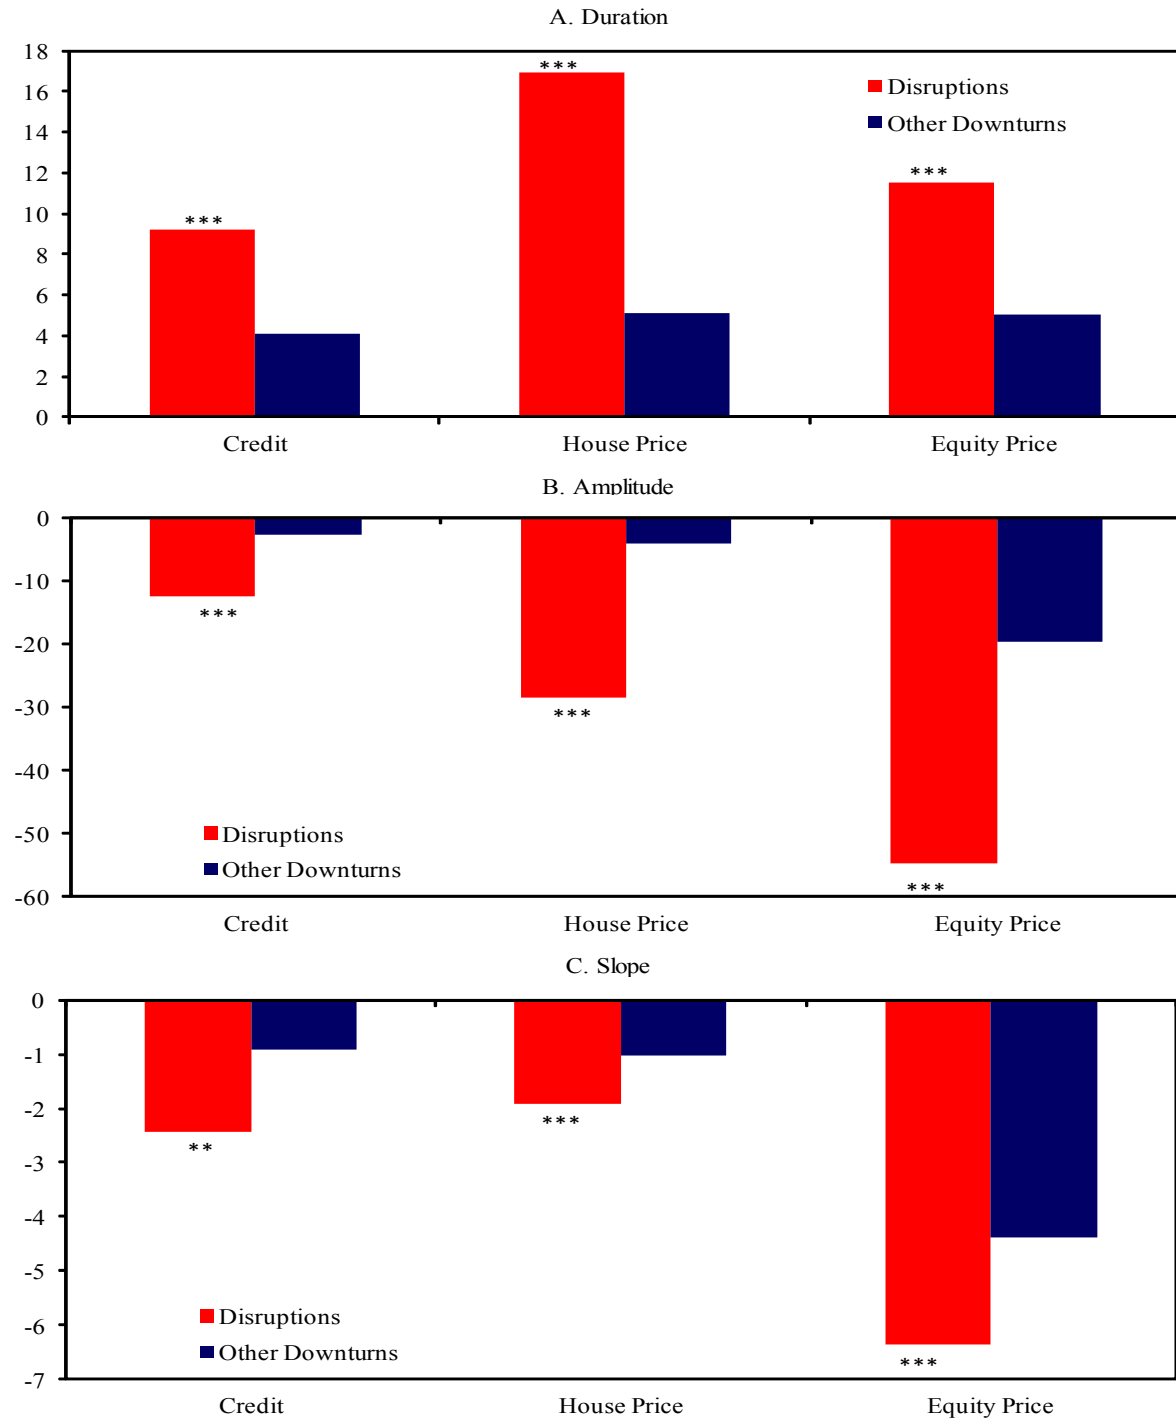 A. Duration
18
16
14
12
10
8
6
4
2
0
***
***
***
Disruptions
Other Downturns
Credit House Price Equity Price
B. Amplitude
0
-10
-20
-30
-40
-50
-60
***
***
***
Disruptions
Other Downturns
Credit House Price Equity Price
C. Slope
0
-1
-2
-3
-4
-5
-6
-7
**
***
***
Disruptions
Other Downturns
Credit House Price Equity Price